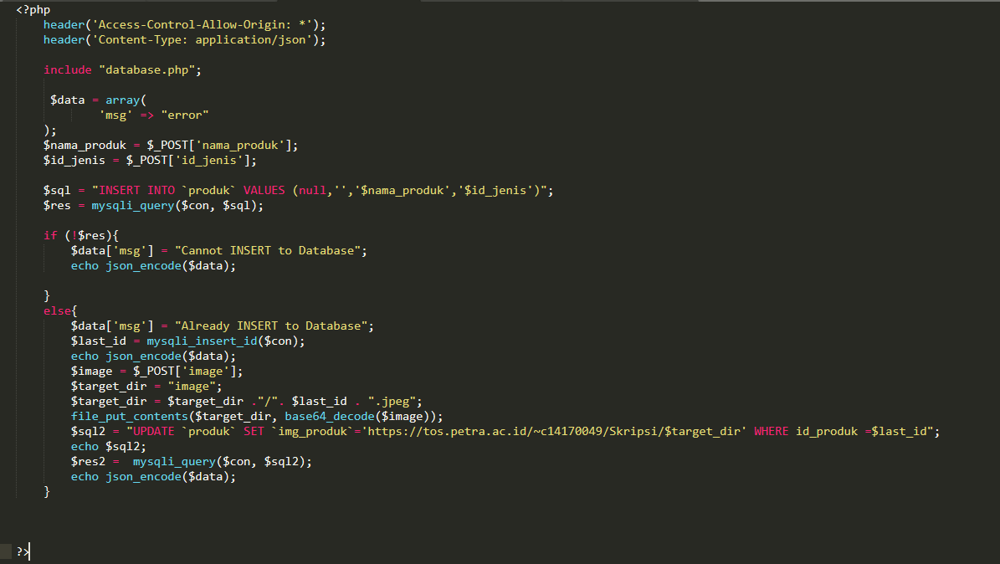 <?php
header('Access-Control-Allow-Origin: *');
header('Content-Type: application/json');
include "database.php";
$data = array(
'msg' => "error"
);
$nama_produk = $_POST['nama_produk'];
$id_jenis = $_POST['id_jenis'];
$sql = "INSERT INTO `produk` VALUES (null,'','$nama_produk','$id_jenis')";
$res = mysqli_query($con, $sql);
if (!$res){
$data['msg'] = "Cannot INSERT to Database";
echo json_encode($data);
}
else{
$data['msg'] = "Already INSERT to Database";
$last_id = mysqli_insert_id($con);
echo json_encode($data);
$image = $_POST['image'];
$target_dir = "image";
$target_dir = $target_dir ."/". $last_id . ".jpeg";
file_put_contents($target_dir, base64_decode($image));
$sql2 = "UPDATE `produk` SET `img_produk`='https://tos.petra.ac.id/~c14170049/Skripsi/$target_dir' WHERE id_produk =$last_id";
echo $sql2;
$res2 =  mysqli_query($con, $sql2);
echo json_encode($data);
}
?>